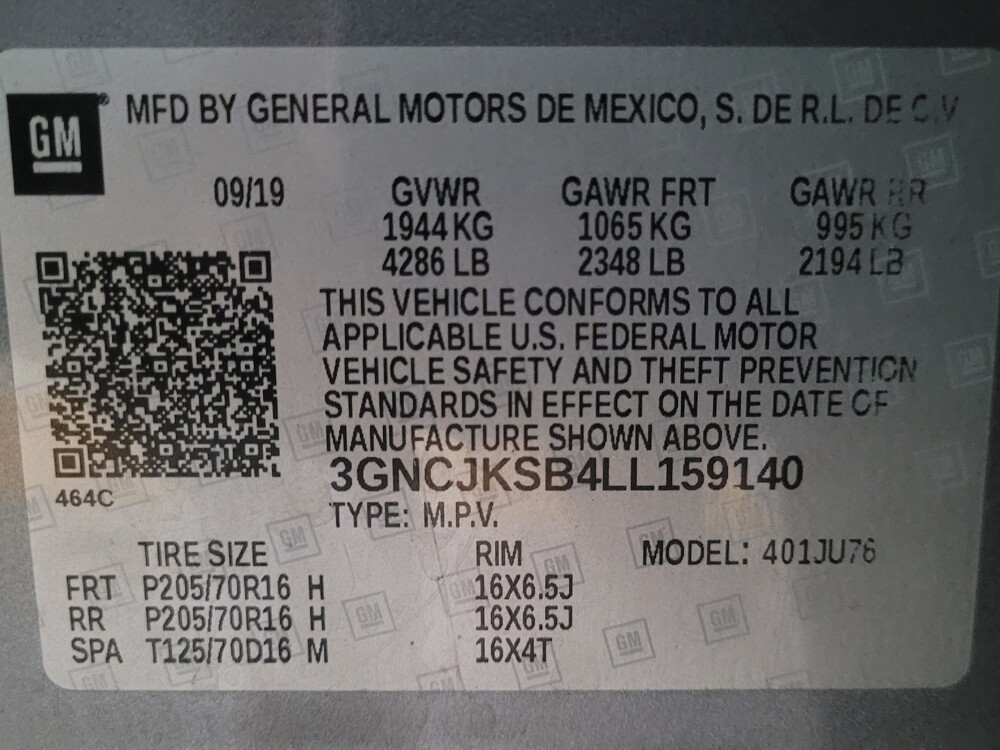 GM MFD BY GENERAL MOTORS DE MEXICO, S. DE R.L. DE C.V
09/19 GVWR GAWR FRT GAWR RR
1944 KG 1065 KG 995 KG
4286 LB 2348 LB 2194 LB
THIS VEHICLE CONFORMS TO ALL
APPLICABLE U.S. FEDERAL MOTOR
VEHICLE SAFETY AND THEFT PREVENTION
STANDARDS IN EFFECT ON THE DATE OF
MANUFACTURE SHOWN ABOVE.
3GNCJKSB4LL159140
464C
TYPE: M.P.V.
TIRE SIZE RIM MODEL: 401JU76
FRT P205/70R16 H 16X6.5J
RR P205/70R16 H 16X6.5J
SPA T125/70D16 M 16X4T